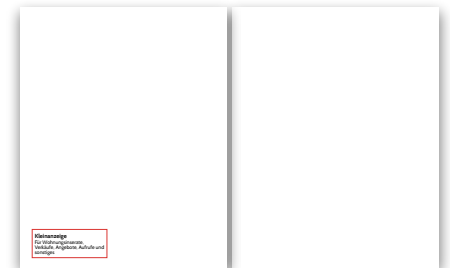 Kleinanzeige
Für Wohnungsinserate,
Verkäufe, Angebote, Aufrufe und
sonstiges